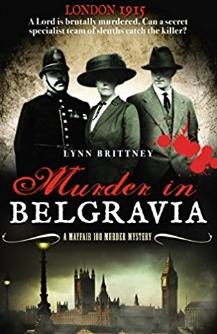 LONDON 1915
A Lord is brutally murdered. Can a secret
specialist team of sleuths catch the killer?
LYNN BRITTNEY
Murder in
BELGRAVIA
A MAYFAIR 100 MURDER MYSTERY